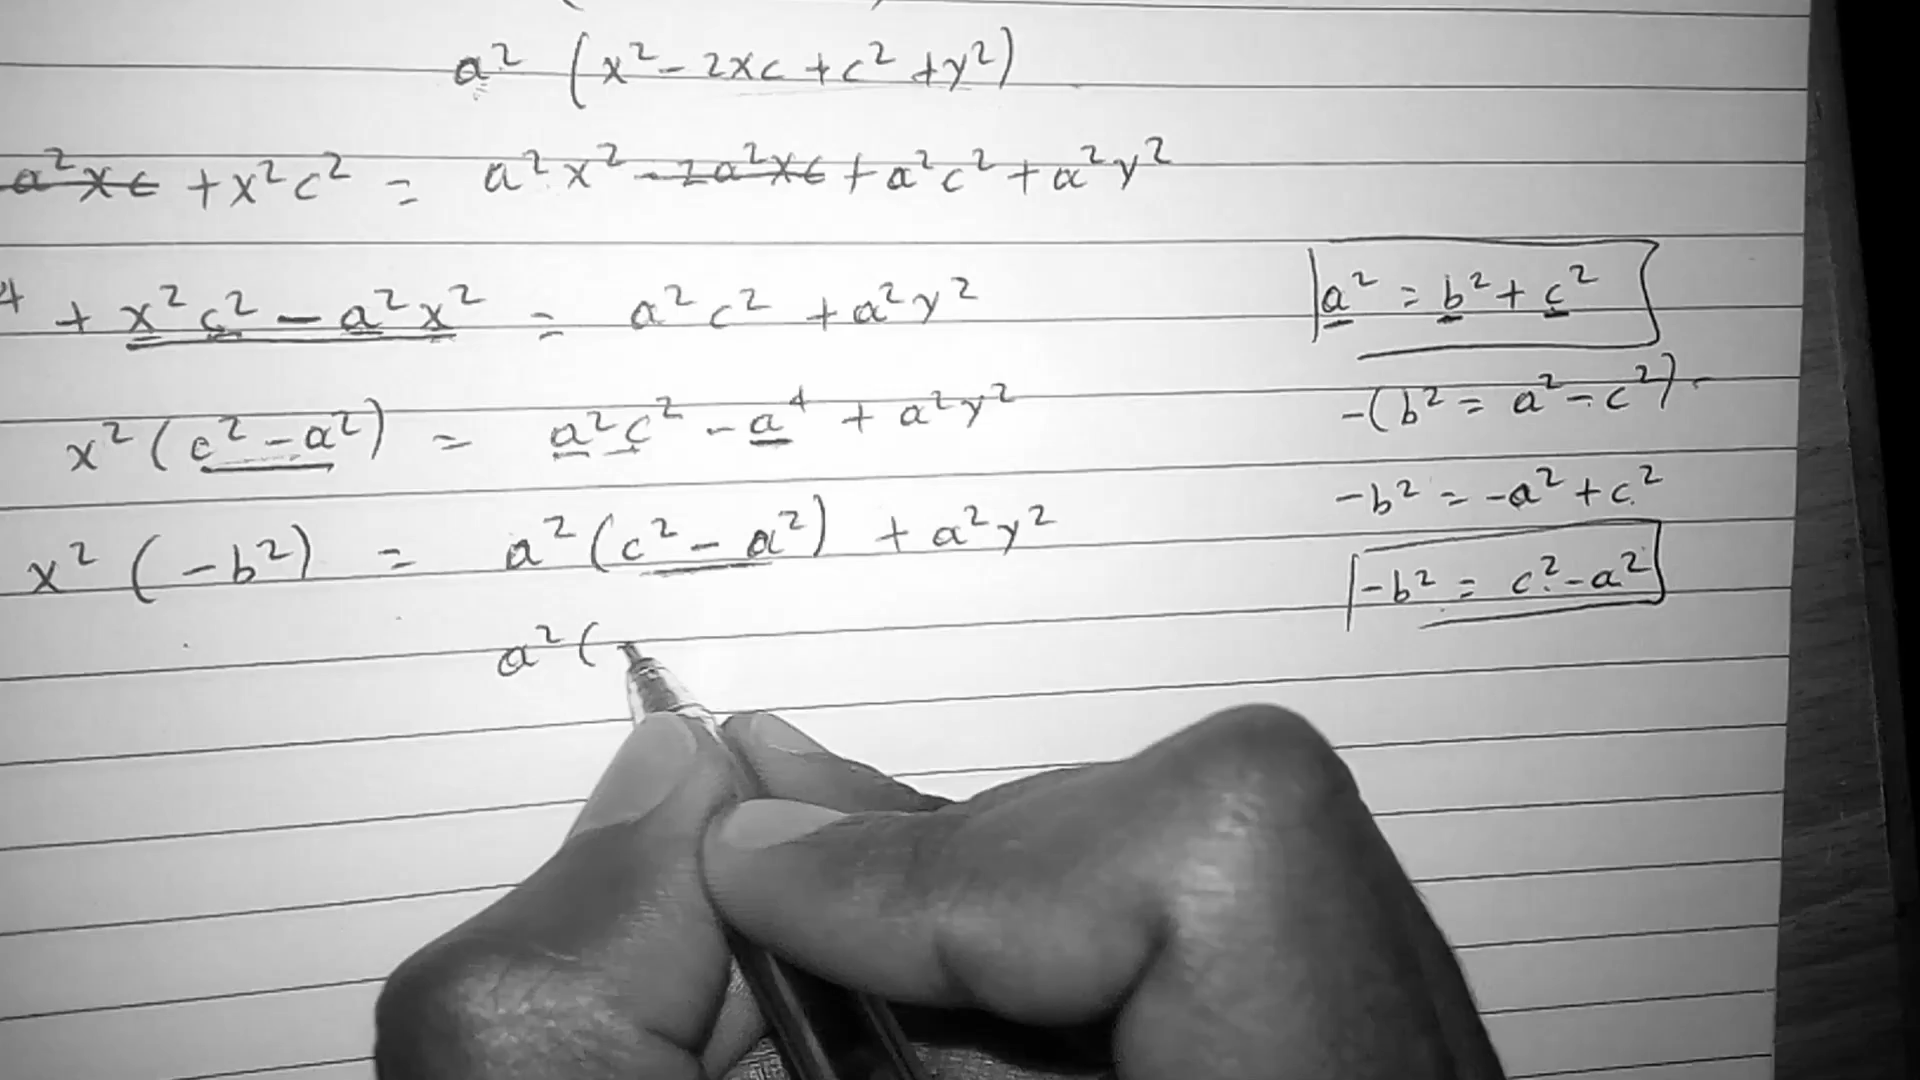 a² (x² - 2xc + c² + y²)
a²xc + x²c² = a²x² - 2a²xc + a²c² + a²y²
4 + x²c² - a²x² = a²c² + a²y²
x²(c² - a²) = a²c² - a⁴ + a²y²
x² (-b²) = a² (c² - a²) + a²y²
a² (
a² = b² + c²
-(b² = a² - c²)
-b² = -a² + c²
-b² = c² - a²